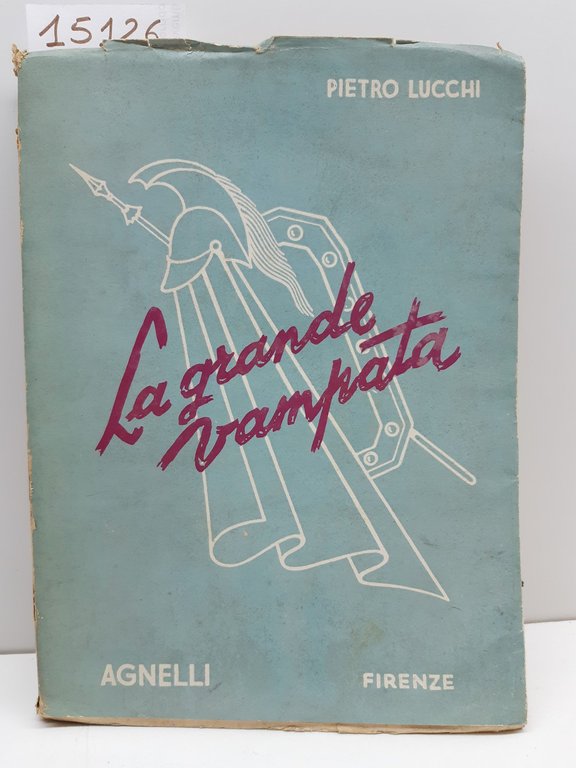 15126
PIETRO LUCCHI
La grande
vampata
AGNELLI
FIRENZE